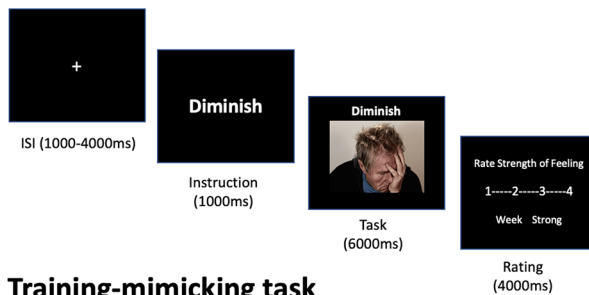 +
ISI (1000-4000ms)
Diminish
Instruction
(1000ms)
Diminish
Task
(6000ms)
Rate Strength of Feeling
1-----2-----3-----4
Week Strong
Rating
(4000ms)
Training-mimicking task